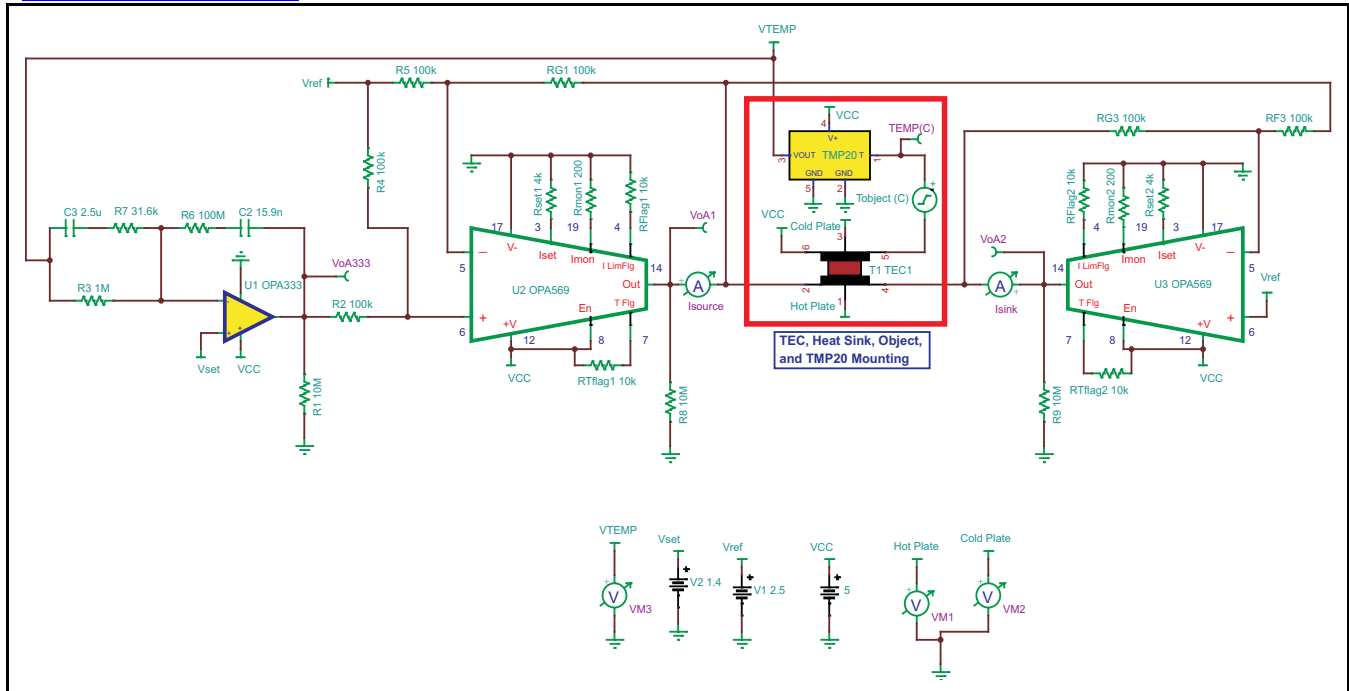 VTEMP
Vref
R5 100k
RG1 100k
R4 100k
C3 2.5u
R7 31.6k
R6 100M
C2 15.9n
R3 1M
U1 OPA333
VoA333
R2 100k
Vset
VCC
R1 10M
Rset1 4k
Rmon1 200
RFlag1 10k
17
3
19
4
V-
Iset
Imon
I LimFlg
5
14
Out
U2 OPA569
En
T Flg
+V
6
12
8
7
VCC
RTflag1 10k
VoA1
A
+
Isource
R8 10M
VCC
4
V+
TEMP(C)
3
VOUT
TMP20
T
1
GND
GND
5
2
Tobject (C)
+
VCC
Cold Plate
6
3
5
T1 TEC1
2
4
Hot Plate
1
TEC, Heat Sink, Object,
and TMP20 Mounting
VoA2
A
+
Isink
R9 10M
RG3 100k
RF3 100k
RFlag2 10k
Rmon2 200
Rset2 4k
4
19
3
17
I LimFlg
Imon
Iset
V-
14
Out
5
U3 OPA569
Vref
T Flg
En
+V
6
7
8
12
VCC
RTflag2 10k
VTEMP
V
+
VM3
Vset
+
V2 1.4
Vref
+
V1 2.5
VCC
+
5
Hot Plate
V
+
VM1
Cold Plate
V
+
VM2